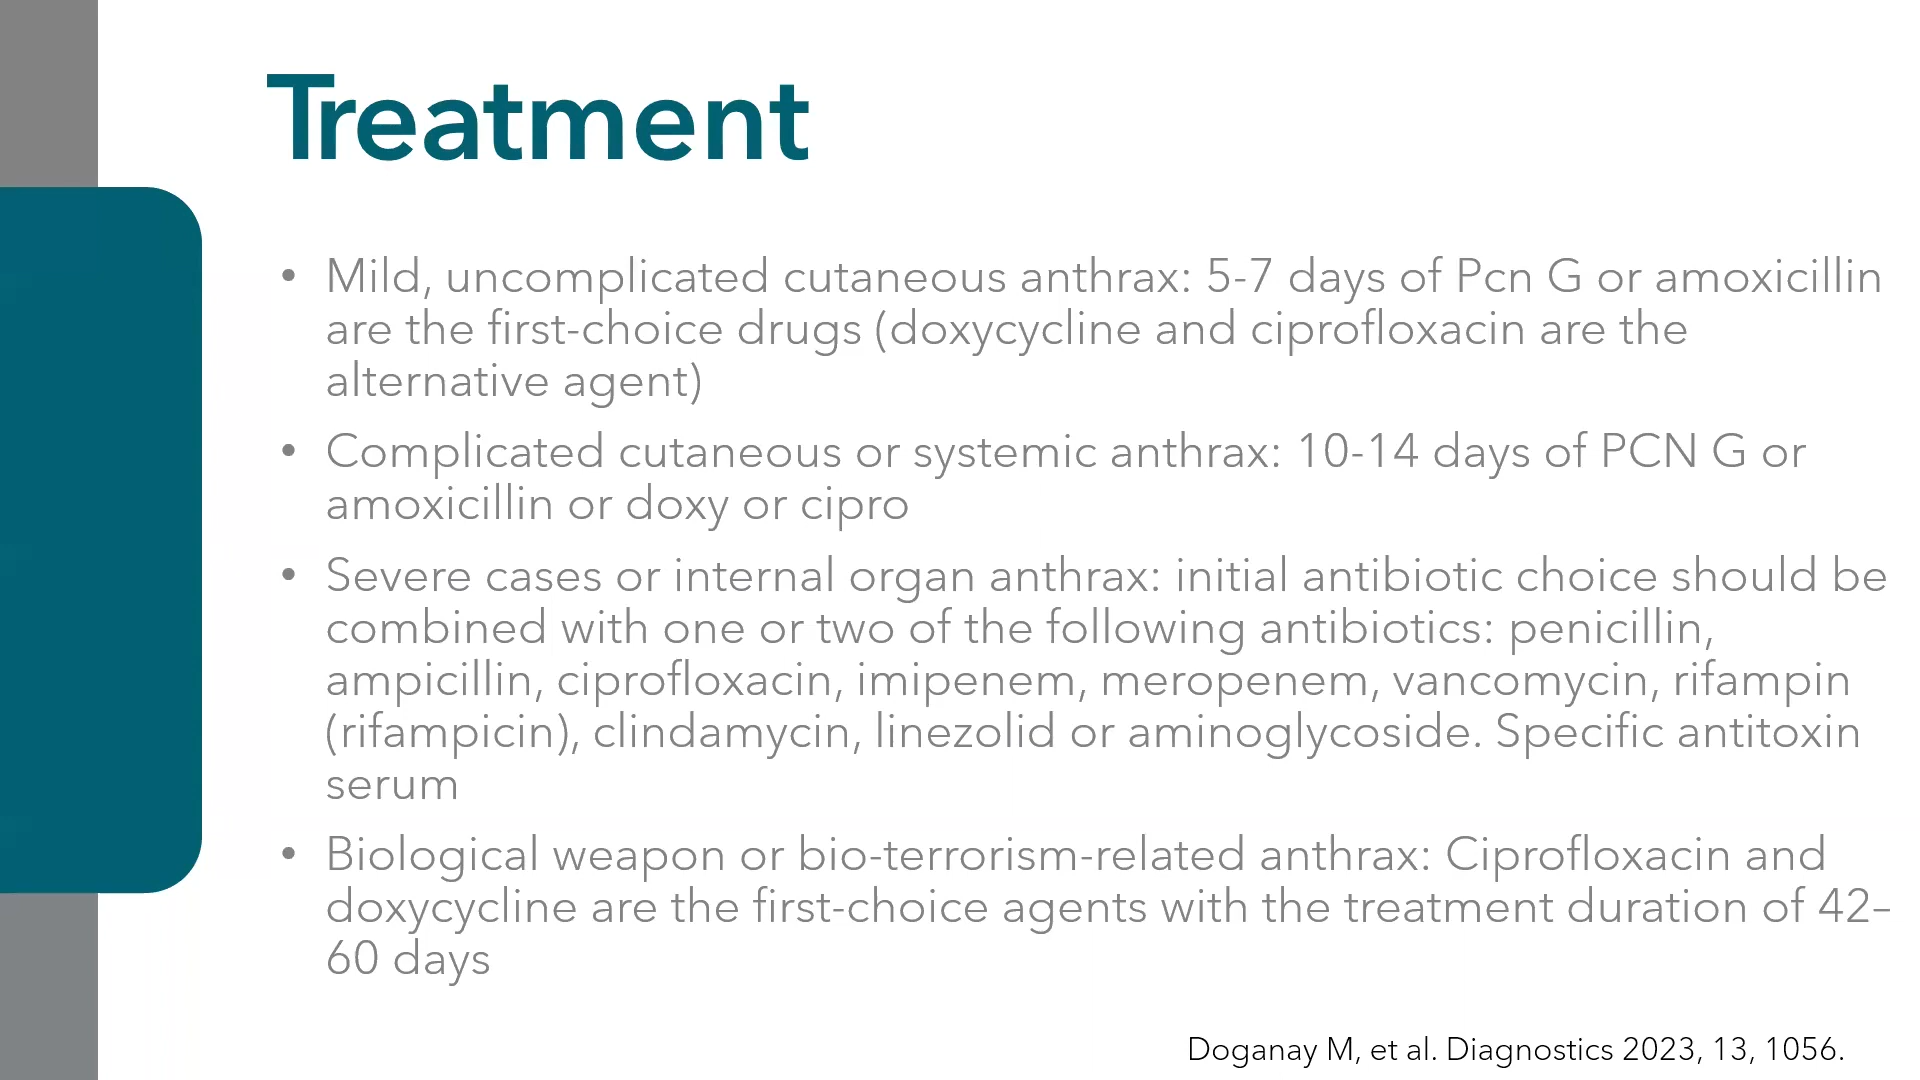 Treatment
• Mild, uncomplicated cutaneous anthrax: 5-7 days of Pcn G or amoxicillin
are the first-choice drugs (doxycycline and ciprofloxacin are the
alternative agent)
• Complicated cutaneous or systemic anthrax: 10-14 days of PCN G or
amoxicillin or doxy or cipro
• Severe cases or internal organ anthrax: initial antibiotic choice should be
combined with one or two of the following antibiotics: penicillin,
ampicillin, ciprofloxacin, imipenem, meropenem, vancomycin, rifampin
(rifampicin), clindamycin, linezolid or aminoglycoside. Specific antitoxin
serum
• Biological weapon or bio-terrorism-related anthrax: Ciprofloxacin and
doxycycline are the first-choice agents with the treatment duration of 42–
60 days
Doganay M, et al. Diagnostics 2023, 13, 1056.